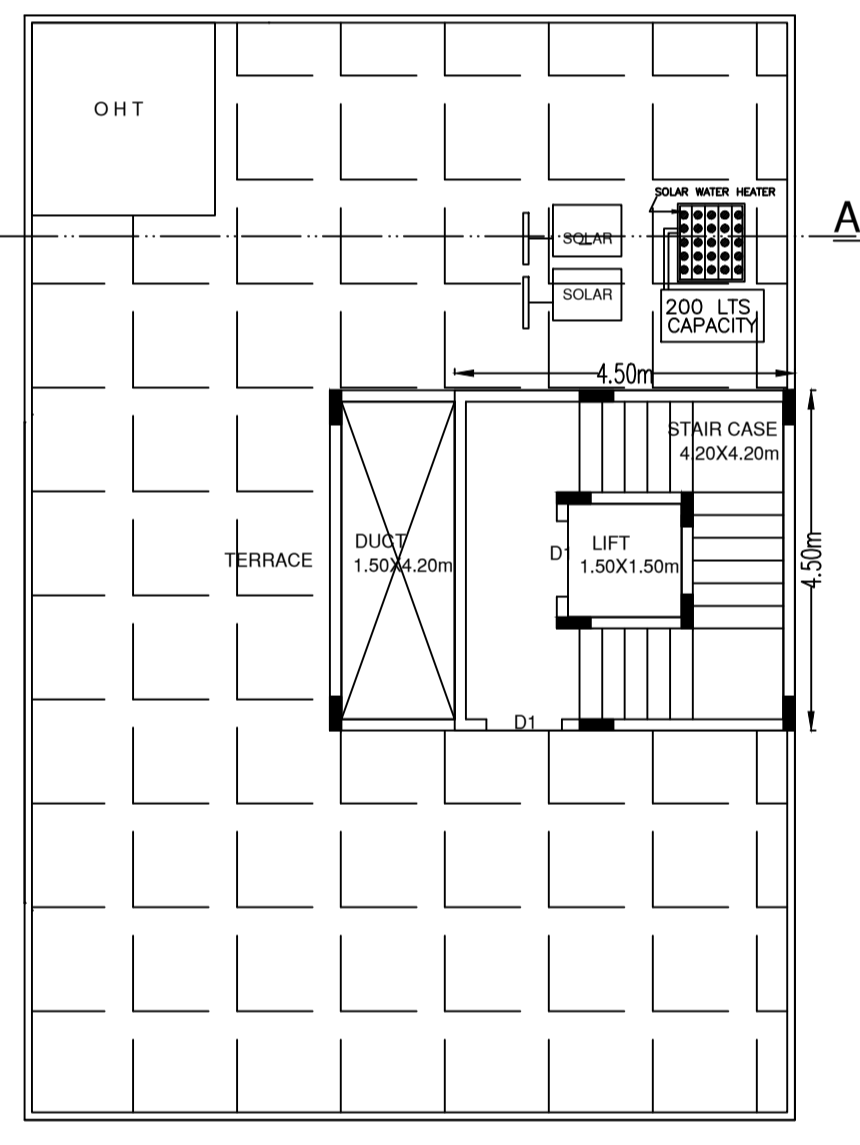 OHT
SOLAR WATER HEATER
A
SOLAR
SOLAR
200 LTS
CAPACITY
4.50m
STAIR CASE
4.20X4.20m
4.50m
TERRACE
DUCT
1.50X4.20m
D1
LIFT
1.50X1.50m
D1